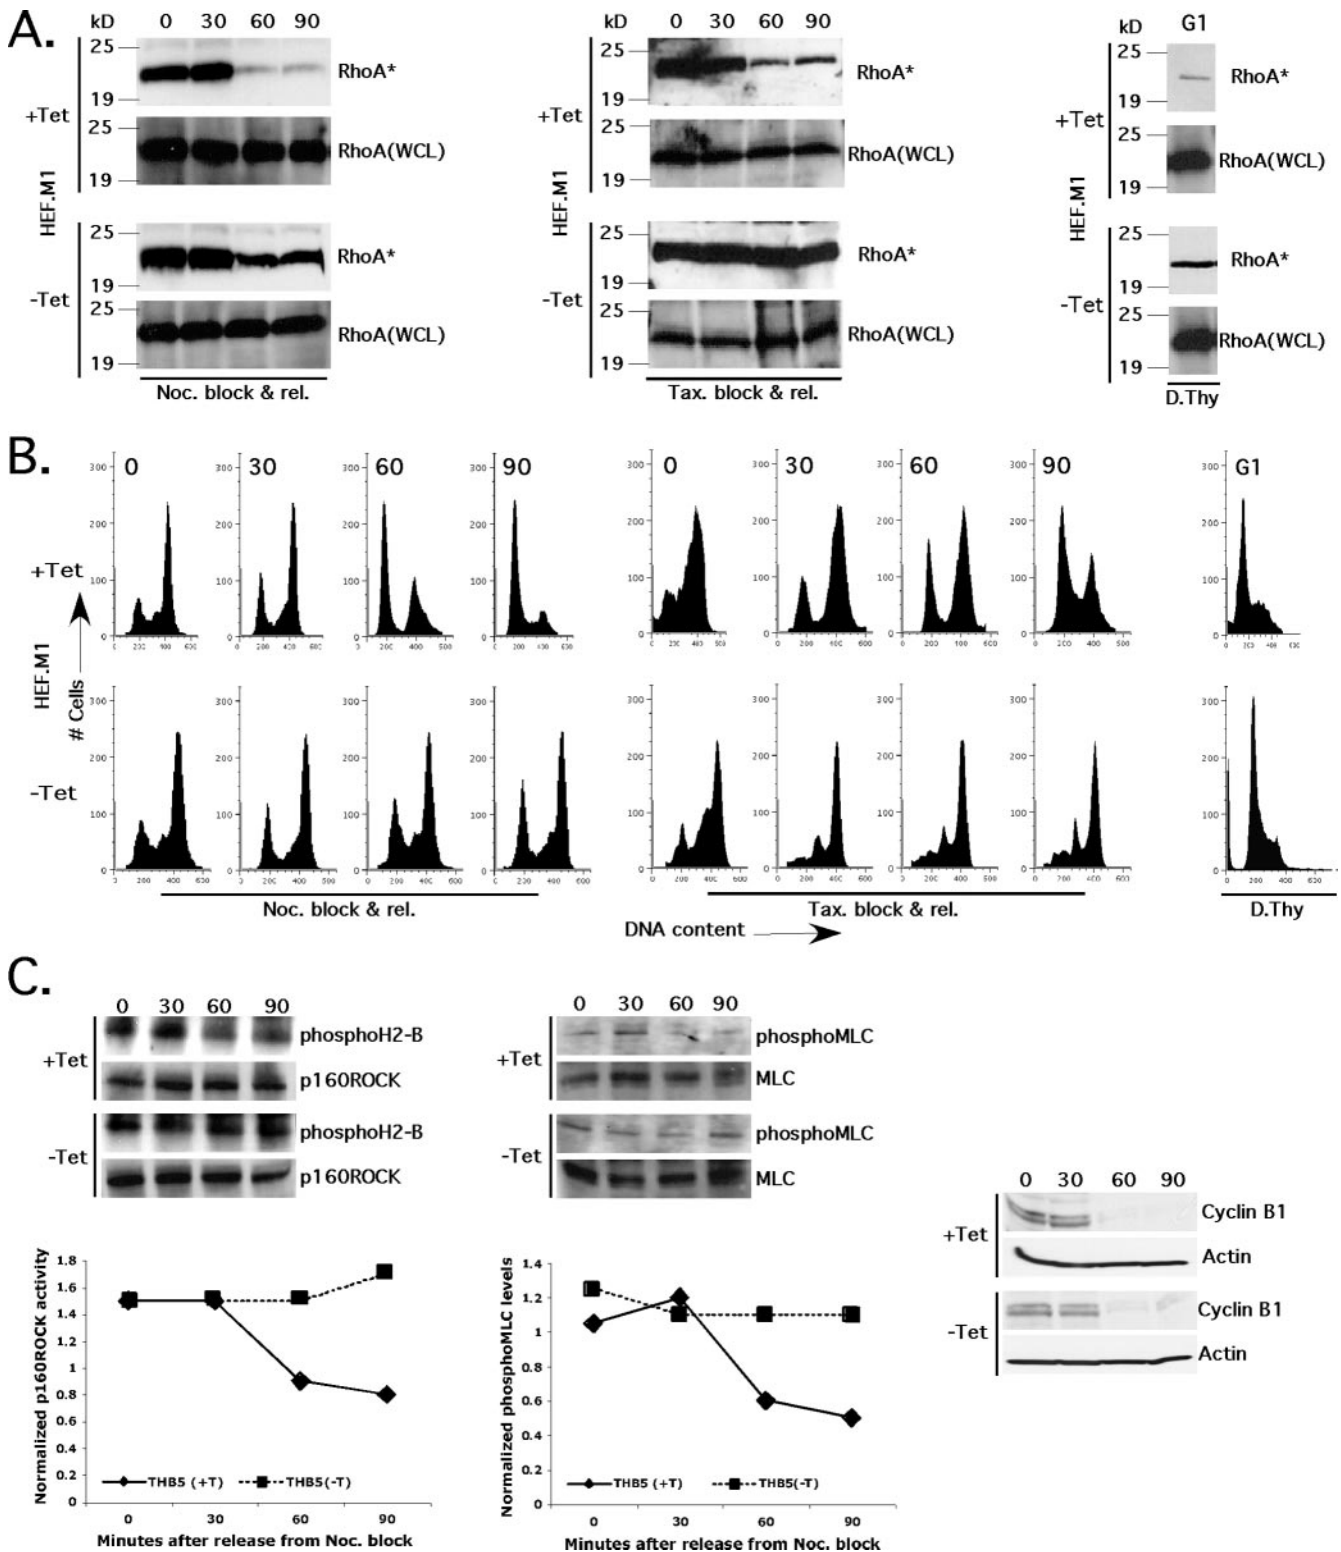 A.
kD 0 30 60 90
25
RhoA*
19
+Tet
25
RhoA(WCL)
19
HEF.M1
25
RhoA*
19
-Tet
25
RhoA(WCL)
19
Noc. block & rel.
kD 0 30 60 90
25
RhoA*
19
+Tet
25
RhoA(WCL)
19
HEF.M1
25
RhoA*
19
-Tet
25
RhoA(WCL)
19
Tax. block & rel.
kD G1
25
RhoA*
19
+Tet
25
RhoA(WCL)
19
HEF.M1
25
RhoA*
19
-Tet
25
RhoA(WCL)
19
D.Thy
B.
0 30 60 90 0 30 60 90 G1
+Tet
HEF.M1
# Cells
-Tet
300
200
100
0
200 400 600
Noc. block & rel.
Tax. block & rel.
D.Thy
DNA content
C.
0 30 60 90
phosphoH2-B
+Tet
p160ROCK
phosphoH2-B
-Tet
p160ROCK
0 30 60 90
phosphoMLC
+Tet
MLC
phosphoMLC
-Tet
MLC
0 30 60 90
Cyclin B1
+Tet
Actin
Cyclin B1
-Tet
Actin
Normalized p160ROCK activity
1.8
1.6
1.4
1.2
1
0.8
0.6
0.4
0.2
0
THB5 (+T) THB5(-T)
0 30 60 90
Minutes after release from Noc. block
Normalized phosphoMLC levels
1.4
1.2
1
0.8
0.6
0.4
0.2
0
THB5 (+T) THB5(-T)
0 30 60 90
Minutes after release from Noc. block